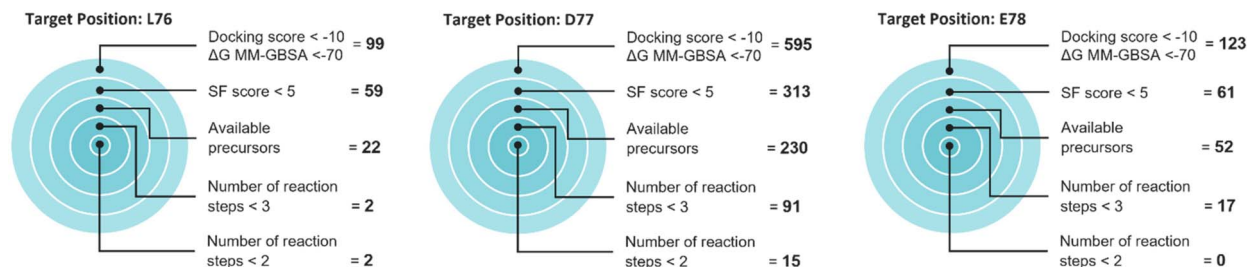 Target Position: L76
Docking score < -10
ΔG MM-GBSA <-70 = 99
SF score < 5 = 59
Available
precursors = 22
Number of reaction
steps < 3 = 2
Number of reaction
steps < 2 = 2
Target Position: D77
Docking score < -10
ΔG MM-GBSA <-70 = 595
SF score < 5 = 313
Available
precursors = 230
Number of reaction
steps < 3 = 91
Number of reaction
steps < 2 = 15
Target Position: E78
Docking score < -10
ΔG MM-GBSA <-70 = 123
SF score < 5 = 61
Available
precursors = 52
Number of reaction
steps < 3 = 17
Number of reaction
steps < 2 = 0